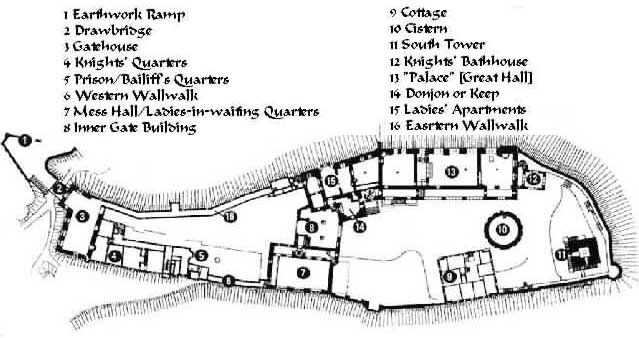 1 Earthwork Ramp
2 Drawbridge
3 Gatehouse
4 Knights' Quarters
5 Prison/Bailiff's Quarters
6 Western Wallwalk
7 Mess Hall/Ladies-in-waiting Quarters
8 Inner Gate Building
9 Cottage
10 Cistern
11 South Tower
12 Knights' Bathhouse
13 "Palace" [Great Hall]
14 Donjon or Keep
15 Ladies' Apartments
16 Easrtern Wallwalk
1
2
3
4
5
6
16
7
8
14
15
13
12
10
9
11